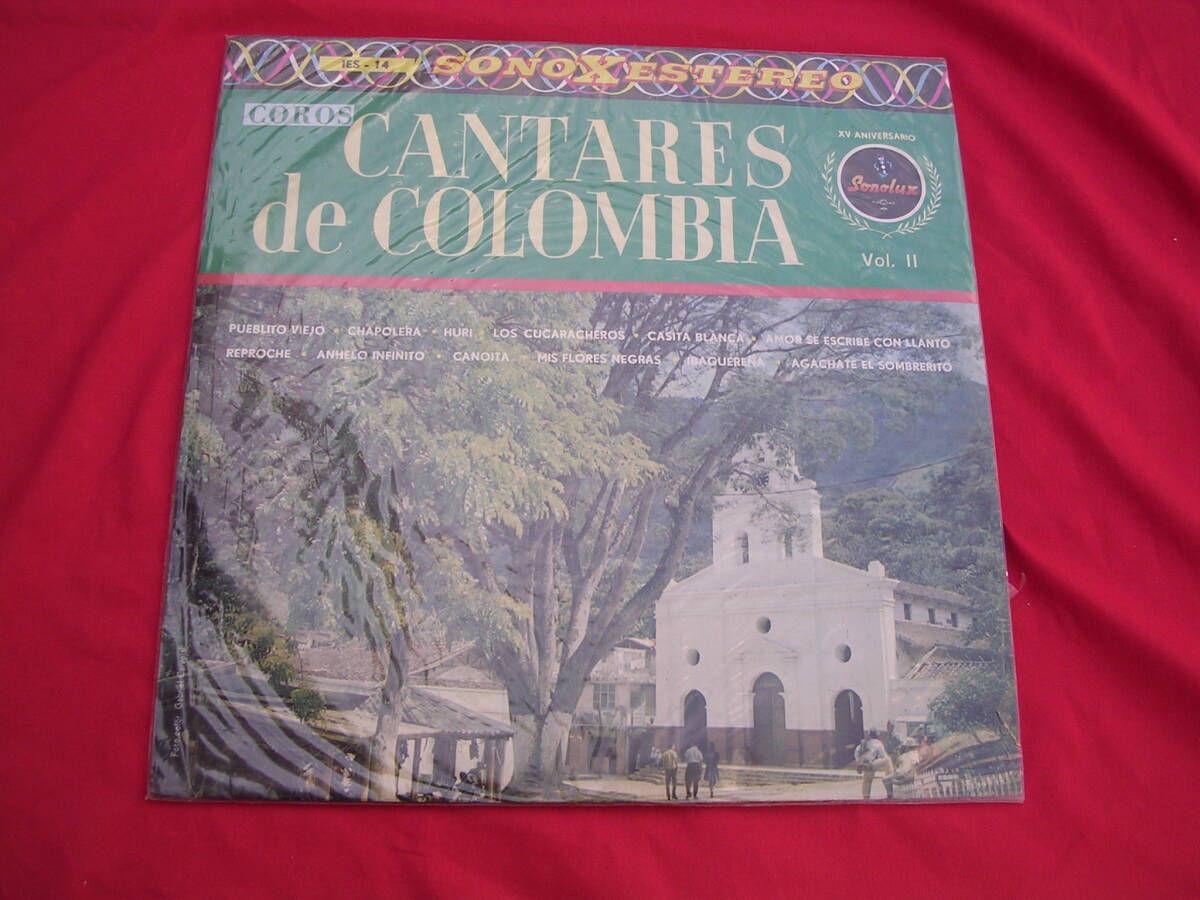 IES - 14
SONOXESTEREO
COROS
CANTARES
de COLOMBIA
XV ANIVERSARIO
Sonolux
Vol. II
PUEBLITO VIEJO • CHAPOLERA • HURI • LOS CUCARACHEROS • CASITA BLANCA • AMOR SE ESCRIBE CON LLANTO
REPROCHE • ANHELO INFINITO • CANOITA MIS FLORES NEGRAS IBAGUEREÑA • AGACHATE EL SOMBRERITO